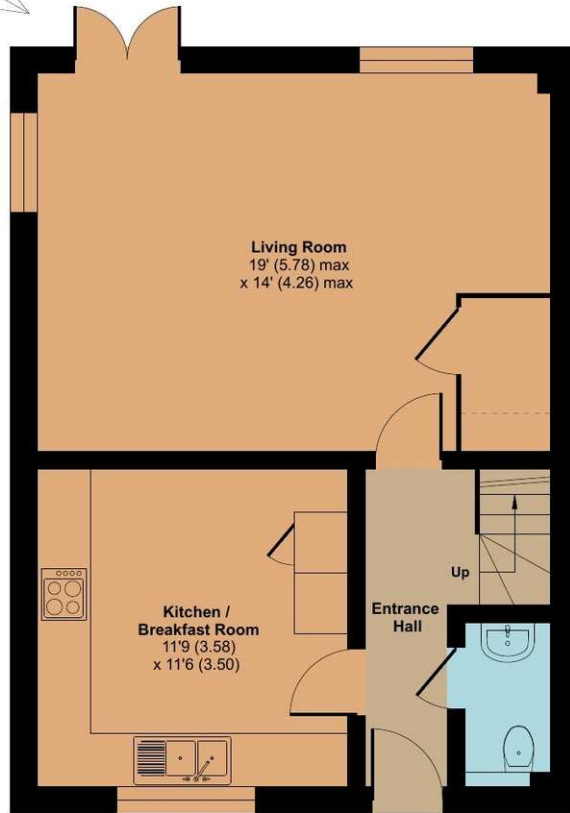 Living Room
19' (5.78) max
x 14' (4.26) max
Kitchen /
Breakfast Room
11'9 (3.58)
x 11'6 (3.50)
Up
Entrance
Hall